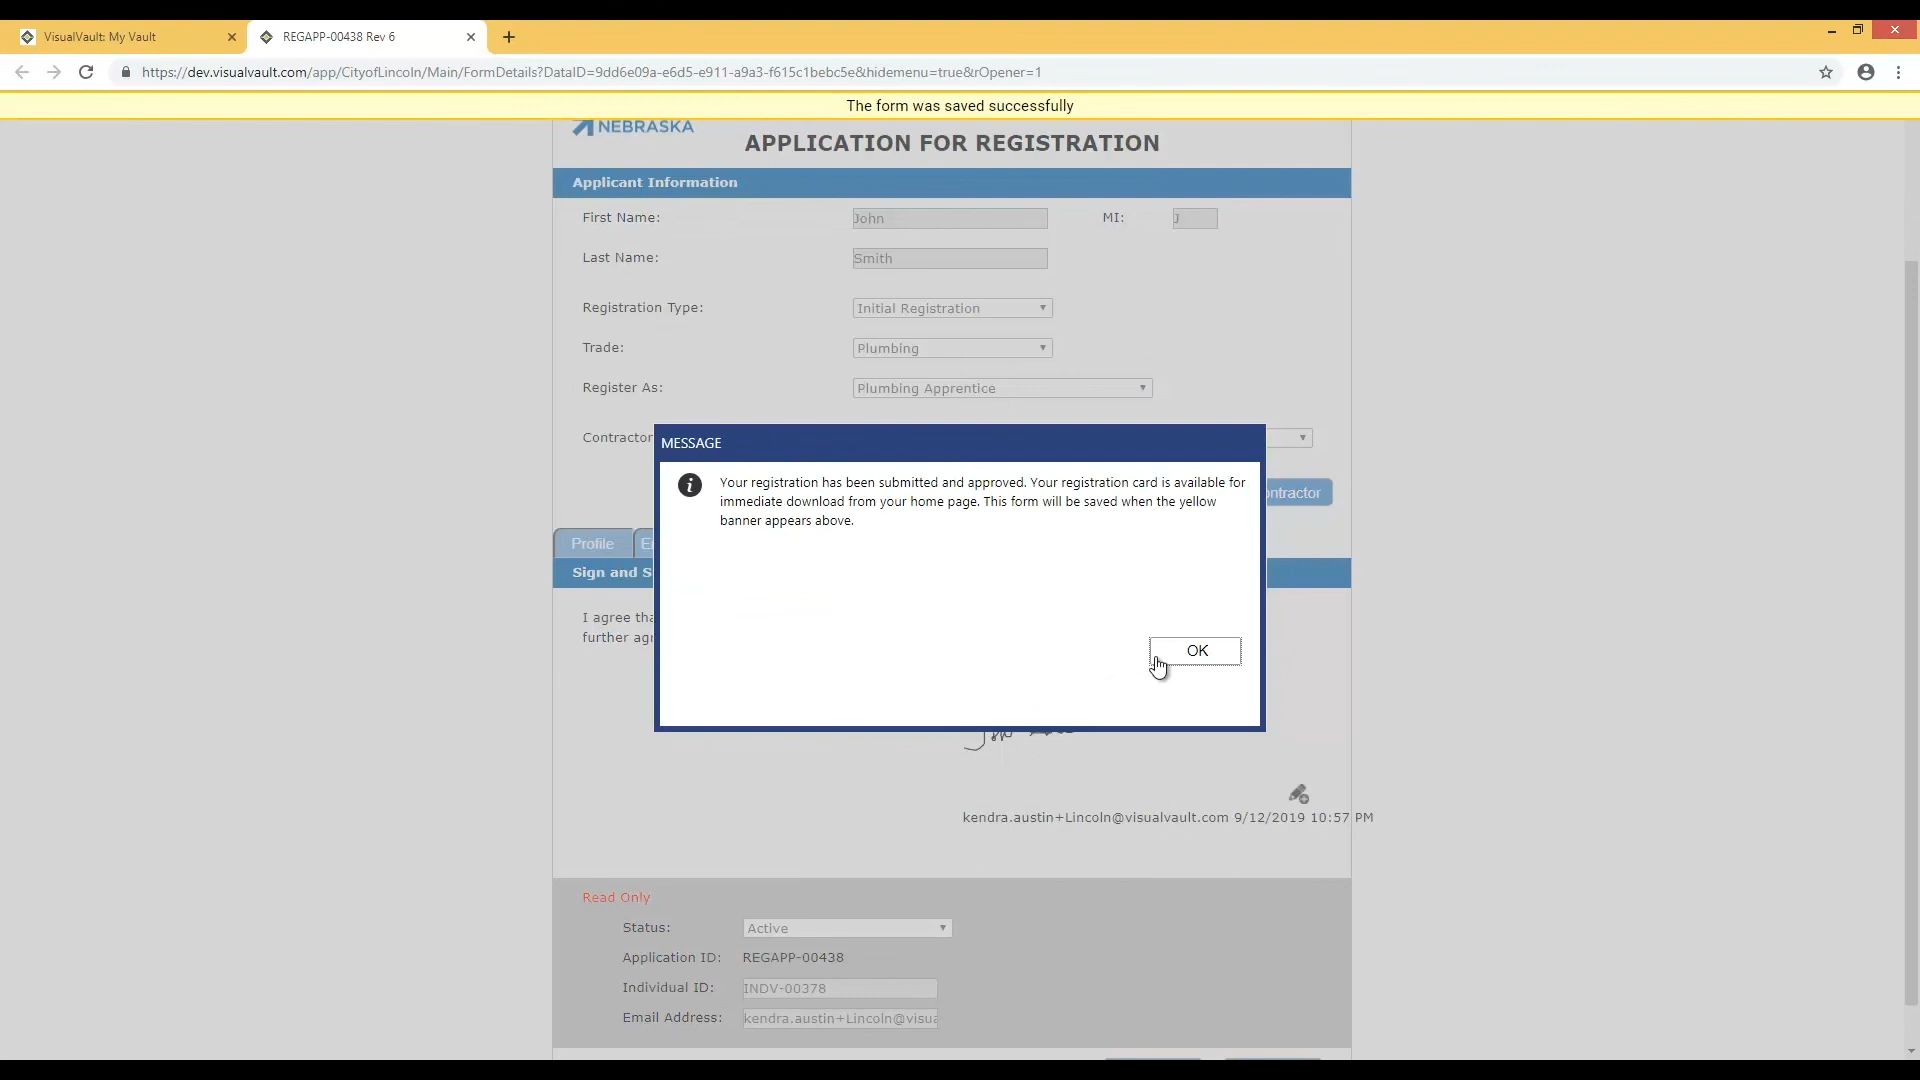 VisualVault: My Vault
REGAPP-00438 Rev 6
https://dev.visualvault.com/app/CityofLincoln/Main/FormDetails?DataID=9dd6e09a-e6d5-e911-a9a3-f615c1bebc5e&hidemenu=true&rOpener=1
The form was saved successfully
NEBRASKA
APPLICATION FOR REGISTRATION
Applicant Information
First Name: John MI: J
Last Name: Smith
Registration Type: Initial Registration
Trade: Plumbing
Register As: Plumbing Apprentice
Contractor
MESSAGE
Your registration has been submitted and approved. Your registration card is available for
immediate download from your home page. This form will be saved when the yellow
banner appears above.
OK
ontractor
Profile E
Sign and S
I agree tha
further agr
kendra.austin+Lincoln@visualvault.com 9/12/2019 10:57 PM
Read Only
Status: Active
Application ID: REGAPP-00438
Individual ID: INDV-00378
Email Address: kendra.austin+Lincoln@visua